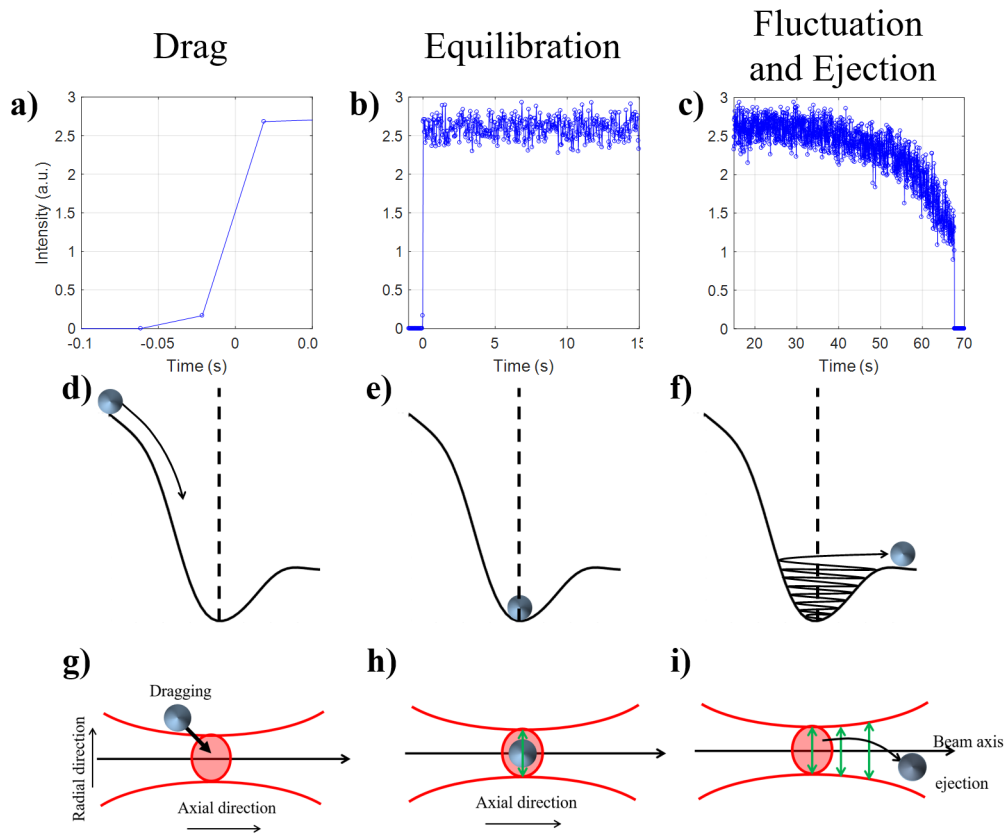 Drag
Equilibration
Fluctuation
and Ejection
a)
3
2.5
2
1.5
1
0.5
0
-0.1
-0.05
0
0.0
Intensity (a.u.)
Time (s)
b)
3
2.5
2
1.5
1
0.5
0
0
5
10
15
Time (s)
c)
3
2.5
2
1.5
1
0.5
0
20
30
40
50
60
70
Time (s)
d)
e)
f)
g)
Dragging
Radial direction
Axial direction
h)
Axial direction
i)
Beam axis
ejection